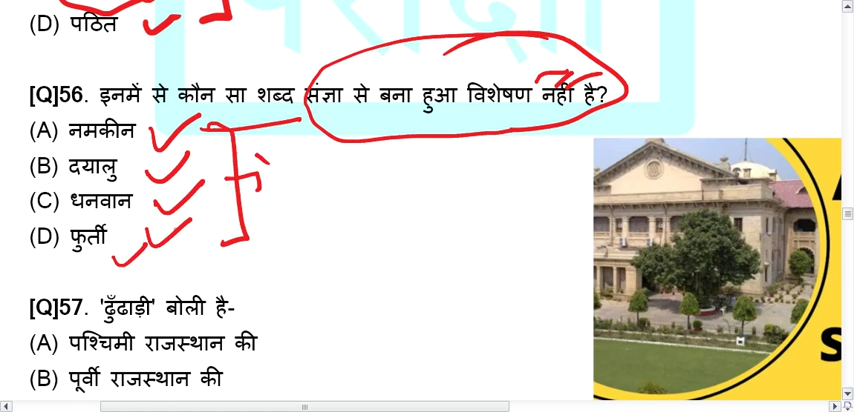 (D) पठित
[Q]56. इनमें से कौन सा शब्द संज्ञा से बना हुआ विशेषण नहीं है?
(A) नमकीन
(B) दयालु
(C) धनवान
(D) फुर्ती
[Q]57. 'ढुँढाड़ी' बोली है-
(A) पश्चिमी राजस्थान की
(B) पूर्वी राजस्थान की